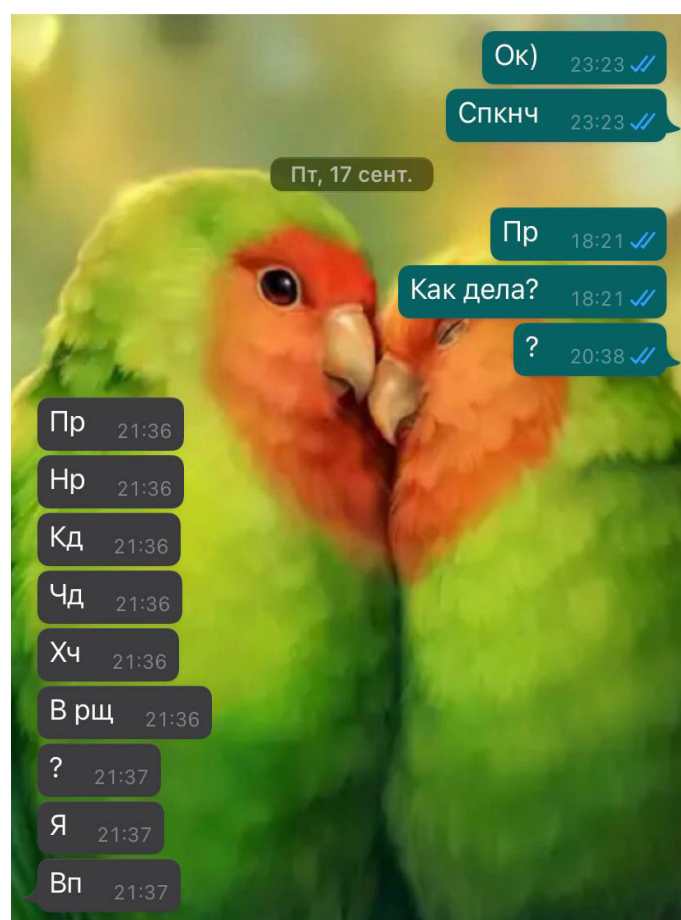 Ок) 23:23
Спкнч 23:23
Пт, 17 сент.
Пр 18:21
Как дела? 18:21
? 20:38
Пр 21:36
Нр 21:36
Кд 21:36
Чд 21:36
Хч 21:36
В рщ 21:36
? 21:37
Я 21:37
Вп 21:37